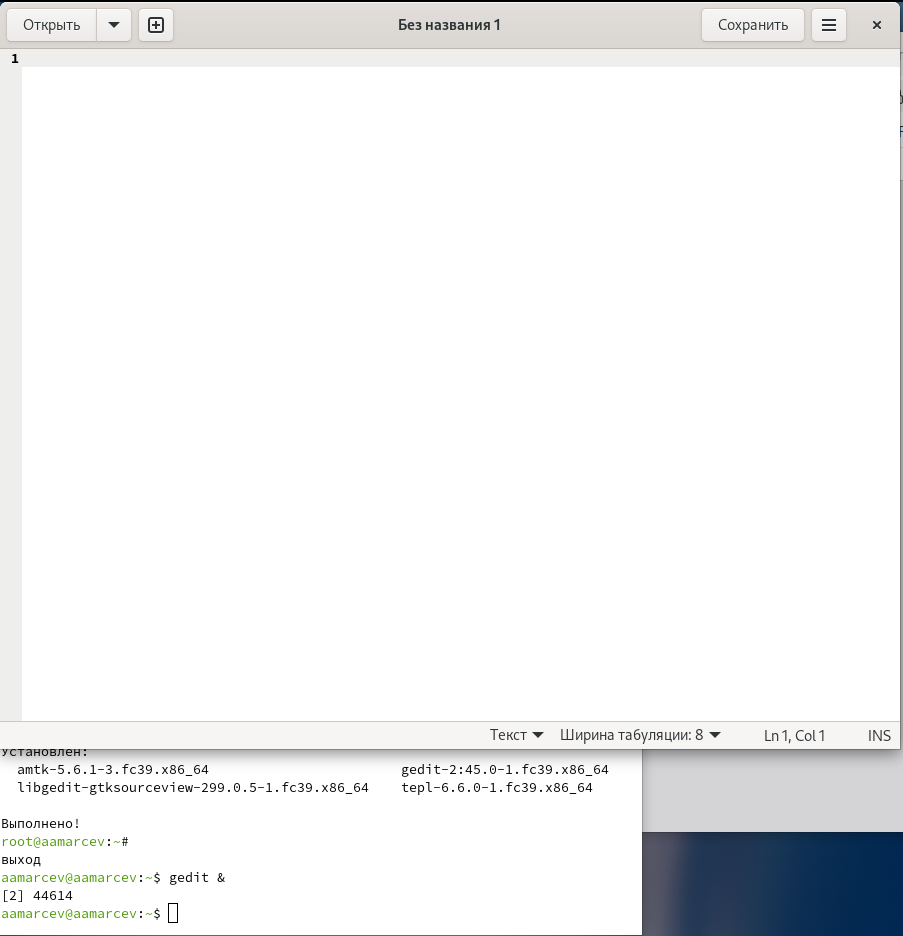 Открыть
Без названия 1
Сохранить
1
Текст Ширина табуляции: 8 Ln 1, Col 1 INS
Установлен:
amtk-5.6.1-3.fc39.x86_64 gedit-2:45.0-1.fc39.x86_64
libgedit-gtksourceview-299.0.5-1.fc39.x86_64 tepl-6.6.0-1.fc39.x86_64
Выполнено!
root@aamarcev:~#
выход
aamarcev@aamarcev:~$ gedit &
[2] 44614
aamarcev@aamarcev:~$